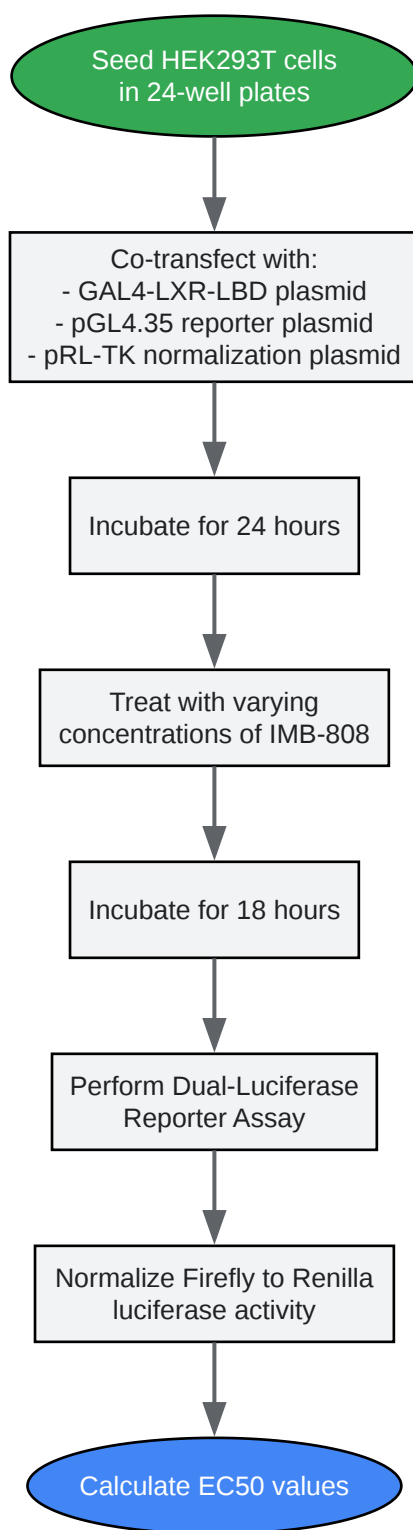 Seed HEK293T cells
in 24-well plates
Co-transfect with:
- GAL4-LXR-LBD plasmid
- pGL4.35 reporter plasmid
- pRL-TK normalization plasmid
Incubate for 24 hours
Treat with varying
concentrations of IMB-808
Incubate for 18 hours
Perform Dual-Luciferase
Reporter Assay
Normalize Firefly to Renilla
luciferase activity
Calculate EC50 values